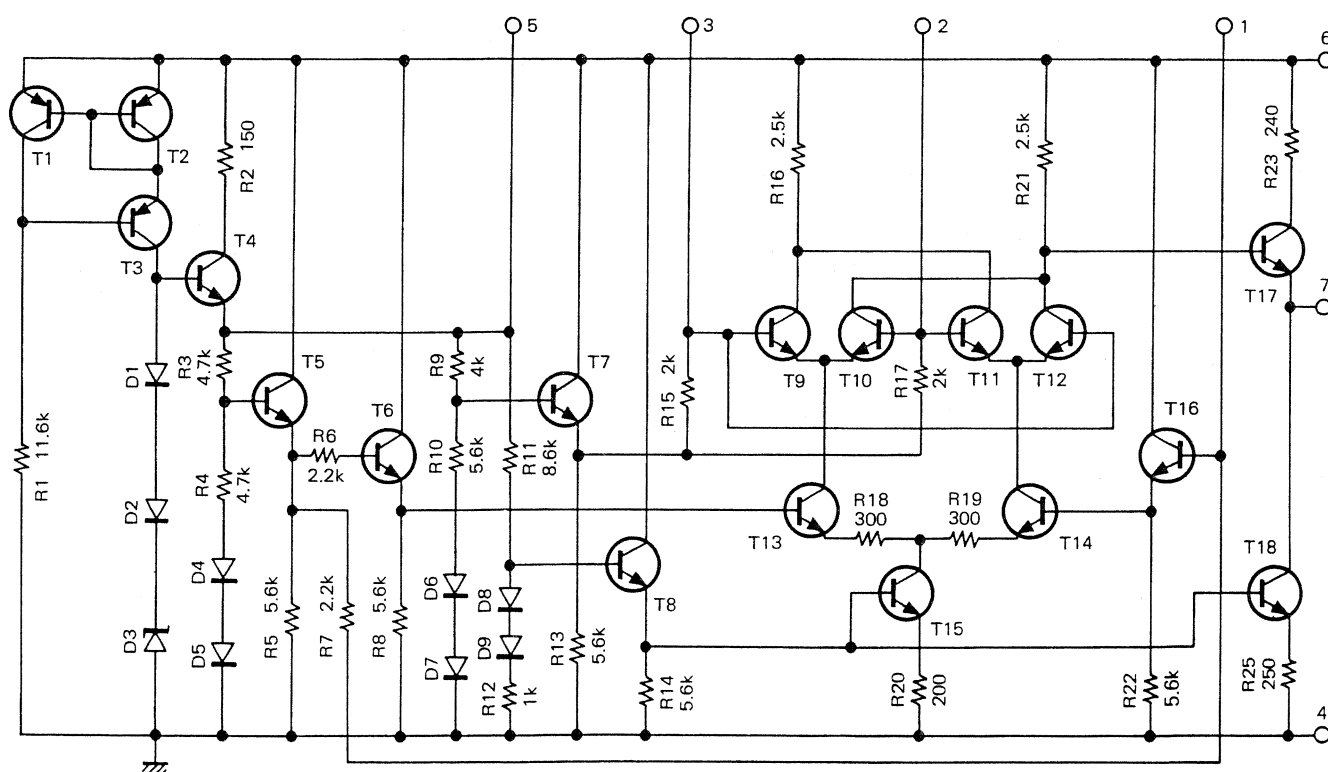 5
3
2
1
6
T1
T2
R2 150
R16 2.5k
R21 2.5k
R23 240
T3
T4
T17
7
D1
R3 4.7k
T5
R9 4k
T7
R15 2k
T9
T10
R17 2k
T11
T12
T6
T16
R1 11.6k
R4 4.7k
R6
2.2k
R10 5.6k
R11 8.6k
D2
T13
R18
300
R19
300
T14
D4
T8
T18
D3
D5
R5 5.6k
R7 2.2k
R8 5.6k
D6
D7
D8
D9
R12 1k
R13 5.6k
R14 5.6k
T15
R20 200
R22 5.6k
R25 250
4